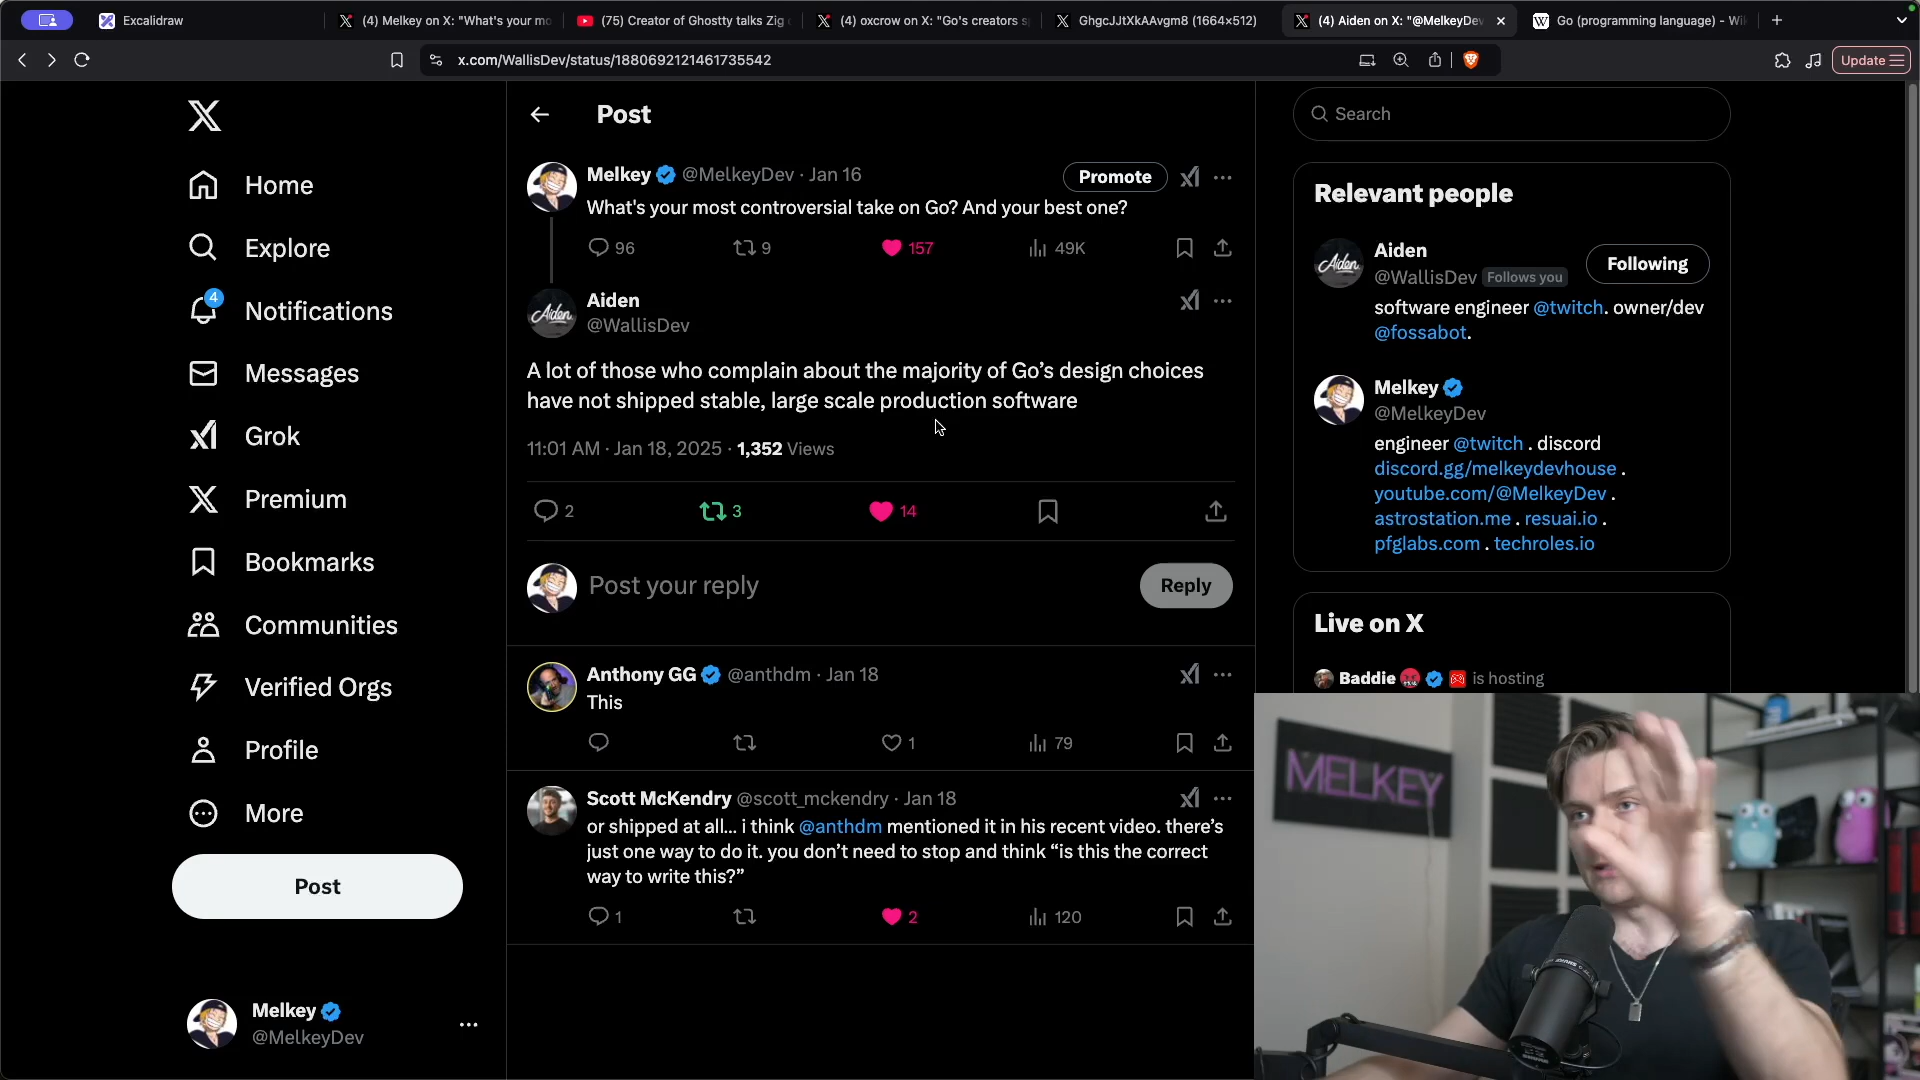 Excalidraw
(4) Melkey on X: "What's your mo
(75) Creator of Ghostty talks Zig
(4) oxcrow on X: "Go's creators s
GhgcJJtXkAAvgm8 (1664×512)
(4) Aiden on X: "@MelkeyDev
Go (programming language) - Wi
x.com/WallisDev/status/1880692121461735542
Update
Home
Explore
4
Notifications
Messages
Grok
Premium
Bookmarks
Communities
Verified Orgs
Profile
More
Post
Melkey
@MelkeyDev
Post
Melkey @MelkeyDev · Jan 16
Promote
What's your most controversial take on Go? And your best one?
96 9 157 49K
Aiden
@WallisDev
A lot of those who complain about the majority of Go's design choices
have not shipped stable, large scale production software
11:01 AM · Jan 18, 2025 · 1,352 Views
2 3 14
Post your reply
Reply
Anthony GG @anthdm · Jan 18
This
1 79
Scott McKendry @scott_mckendry · Jan 18
or shipped at all... i think @anthdm mentioned it in his recent video. there's
just one way to do it. you don't need to stop and think “is this the correct
way to write this?”
1 2 120
Search
Relevant people
Aiden
@WallisDev Follows you
Following
software engineer @twitch. owner/dev
@fossabot.
Melkey
@MelkeyDev
engineer @twitch . discord
discord.gg/melkeydevhouse .
youtube.com/@MelkeyDev .
astrostation.me . resuai.io .
pfglabs.com . techroles.io
Live on X
Baddie is hosting
MELKEY